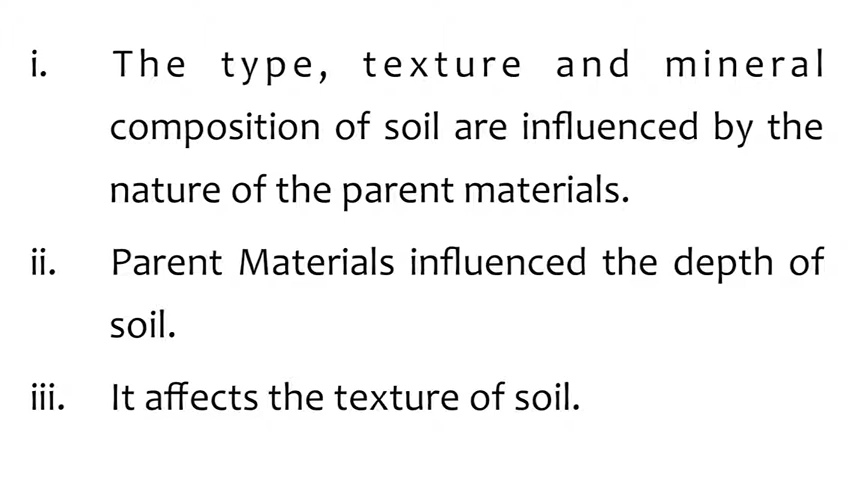 i. The type, texture and mineral
composition of soil are influenced by the
nature of the parent materials.
ii. Parent Materials influenced the depth of
soil.
iii. It affects the texture of soil.